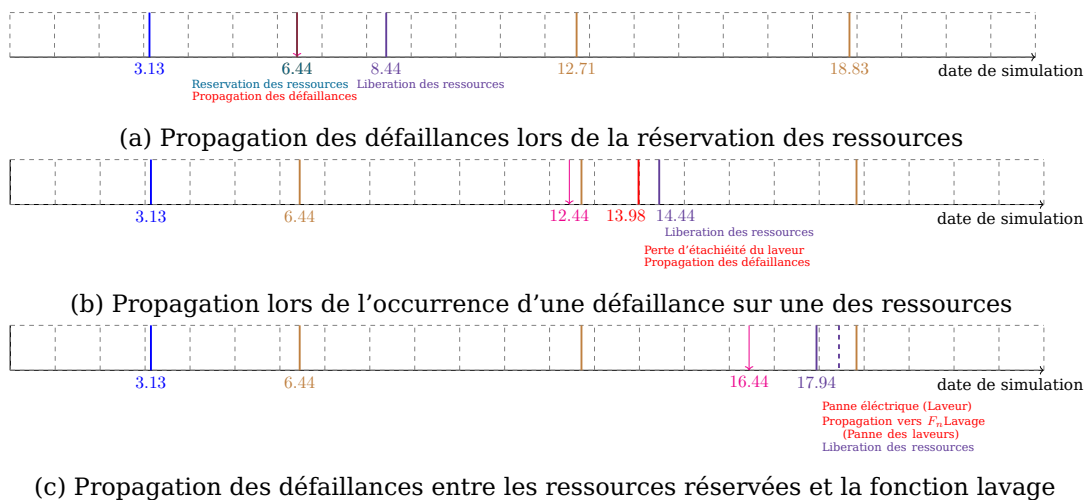 3.13 6.44 8.44 12.71 18.83 date de simulation
Reservation des ressources Liberation des ressources
Propagation des défaillances
(a) Propagation des défaillances lors de la réservation des ressources
3.13 6.44 12.44 13.98 14.44 date de simulation
Liberation des ressources
Perte d'étachiéité du laveur
Propagation des défaillances
(b) Propagation lors de l'occurrence d'une défaillance sur une des ressources
3.13 6.44 16.44 17.94 date de simulation
Panne éléctrique (Laveur)
Propagation vers FₙLavage
(Panne des laveurs)
Liberation des ressources
(c) Propagation des défaillances entre les ressources réservées et la fonction lavage